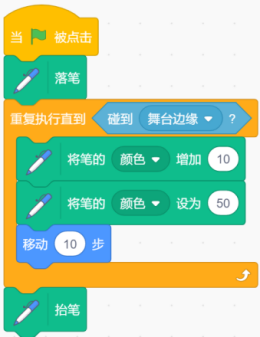 当 被点击
落笔
重复执行直到 碰到 舞台边缘 ?
将笔的 颜色 增加 10
将笔的 颜色 设为 50
移动 10 步
抬笔